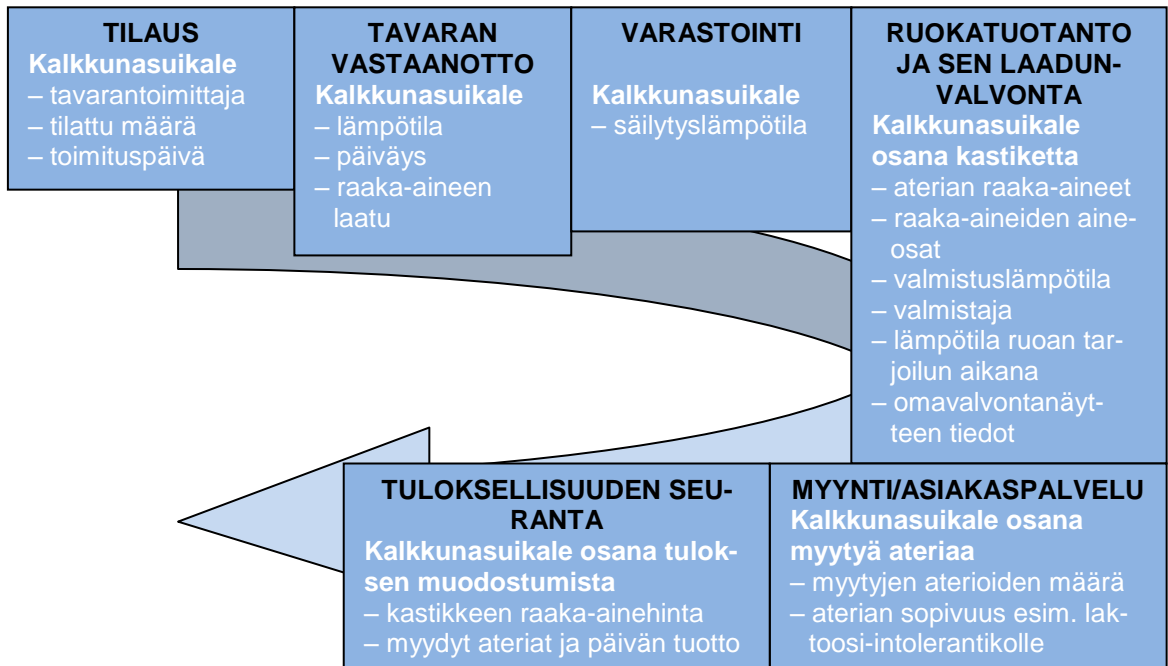 TILAUS
Kalkkunasuikale
– tavarantoimittaja
– tilattu määrä
– toimituspäivä
TAVARAN
VASTAANOTTO
Kalkkunasuikale
– lämpötila
– päiväys
– raaka-aineen
laatu
VARASTOINTI
Kalkkunasuikale
– säilytyslämpötila
RUOKATUOTANTO
JA SEN LAADUN-
VALVONTA
Kalkkunasuikale
osana kastiketta
– aterian raaka-aineet
– raaka-aineiden aine-
osat
– valmistuslämpötila
– valmistaja
– lämpötila ruoan tar-
joilun aikana
– omavalvontanäyt-
teen tiedot
TULOKSELLISUUDEN SEU-
RANTA
Kalkkunasuikale osana tulok-
sen muodostumista
– kastikkeen raaka-ainehinta
– myydyt ateriat ja päivän tuotto
MYYNTI/ASIAKASPALVELU
Kalkkunasuikale osana
myytyä ateriaa
– myytyjen aterioiden määrä
– aterian sopivuus esim. lak-
toosi-intolerantikolle